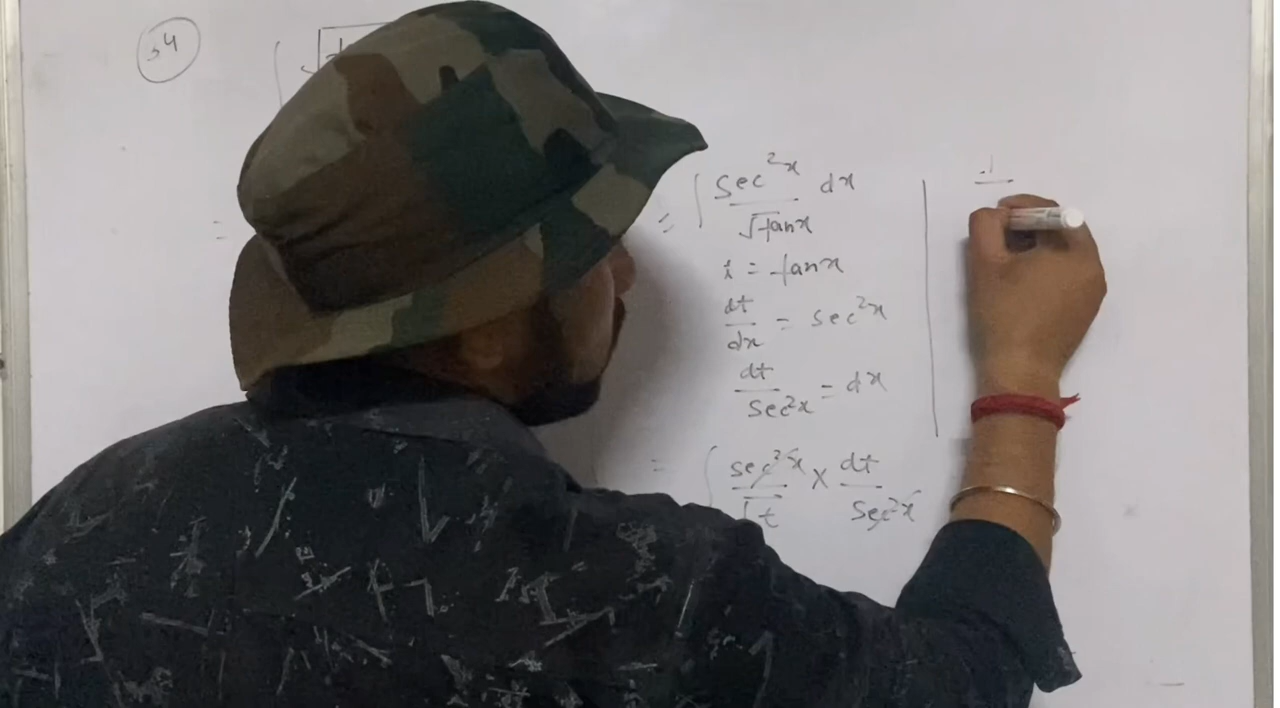 34
=
= ∫ sec²x / √tanx dx
t = tanx
dt/dx = sec²x
dt/sec²x = dx
= ∫ sec²x/√t × dt/sec²x